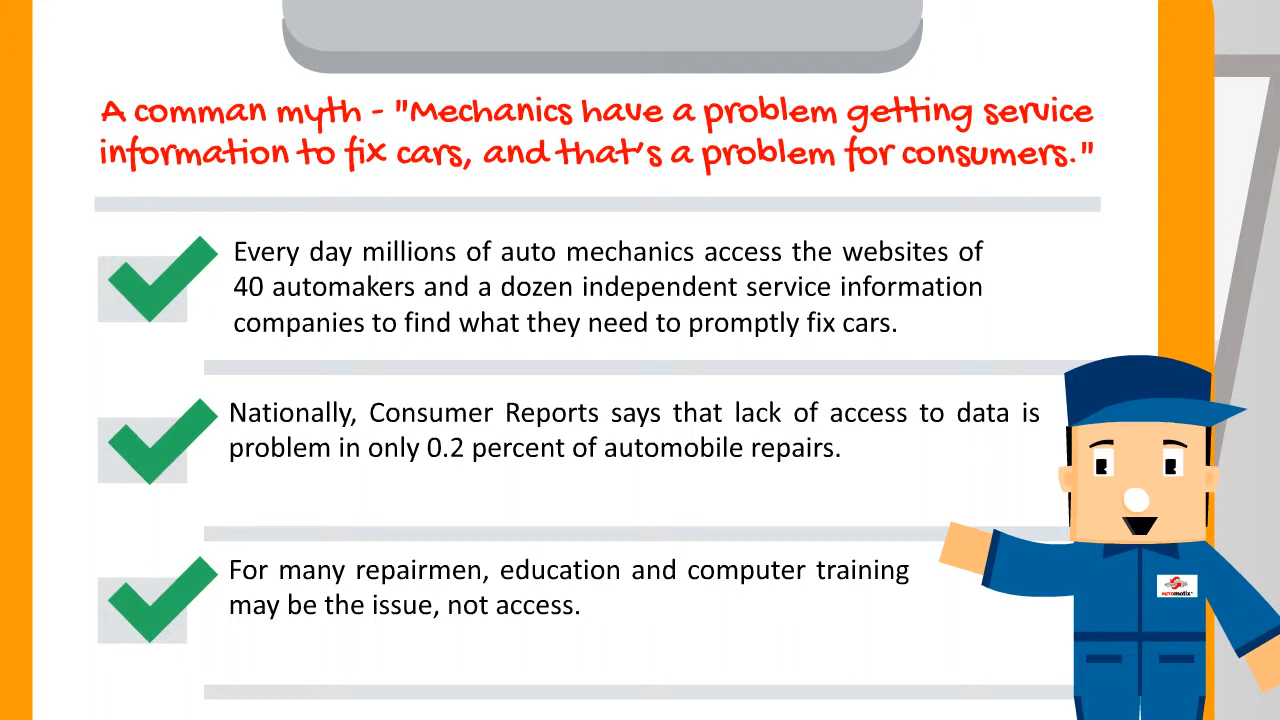 A comman myth - "Mechanics have a problem getting service
information to fix cars, and that's a problem for consumers."
Every day millions of auto mechanics access the websites of
40 automakers and a dozen independent service information
companies to find what they need to promptly fix cars.
Nationally, Consumer Reports says that lack of access to data is
problem in only 0.2 percent of automobile repairs.
For many repairmen, education and computer training
may be the issue, not access.
AUTOmotix